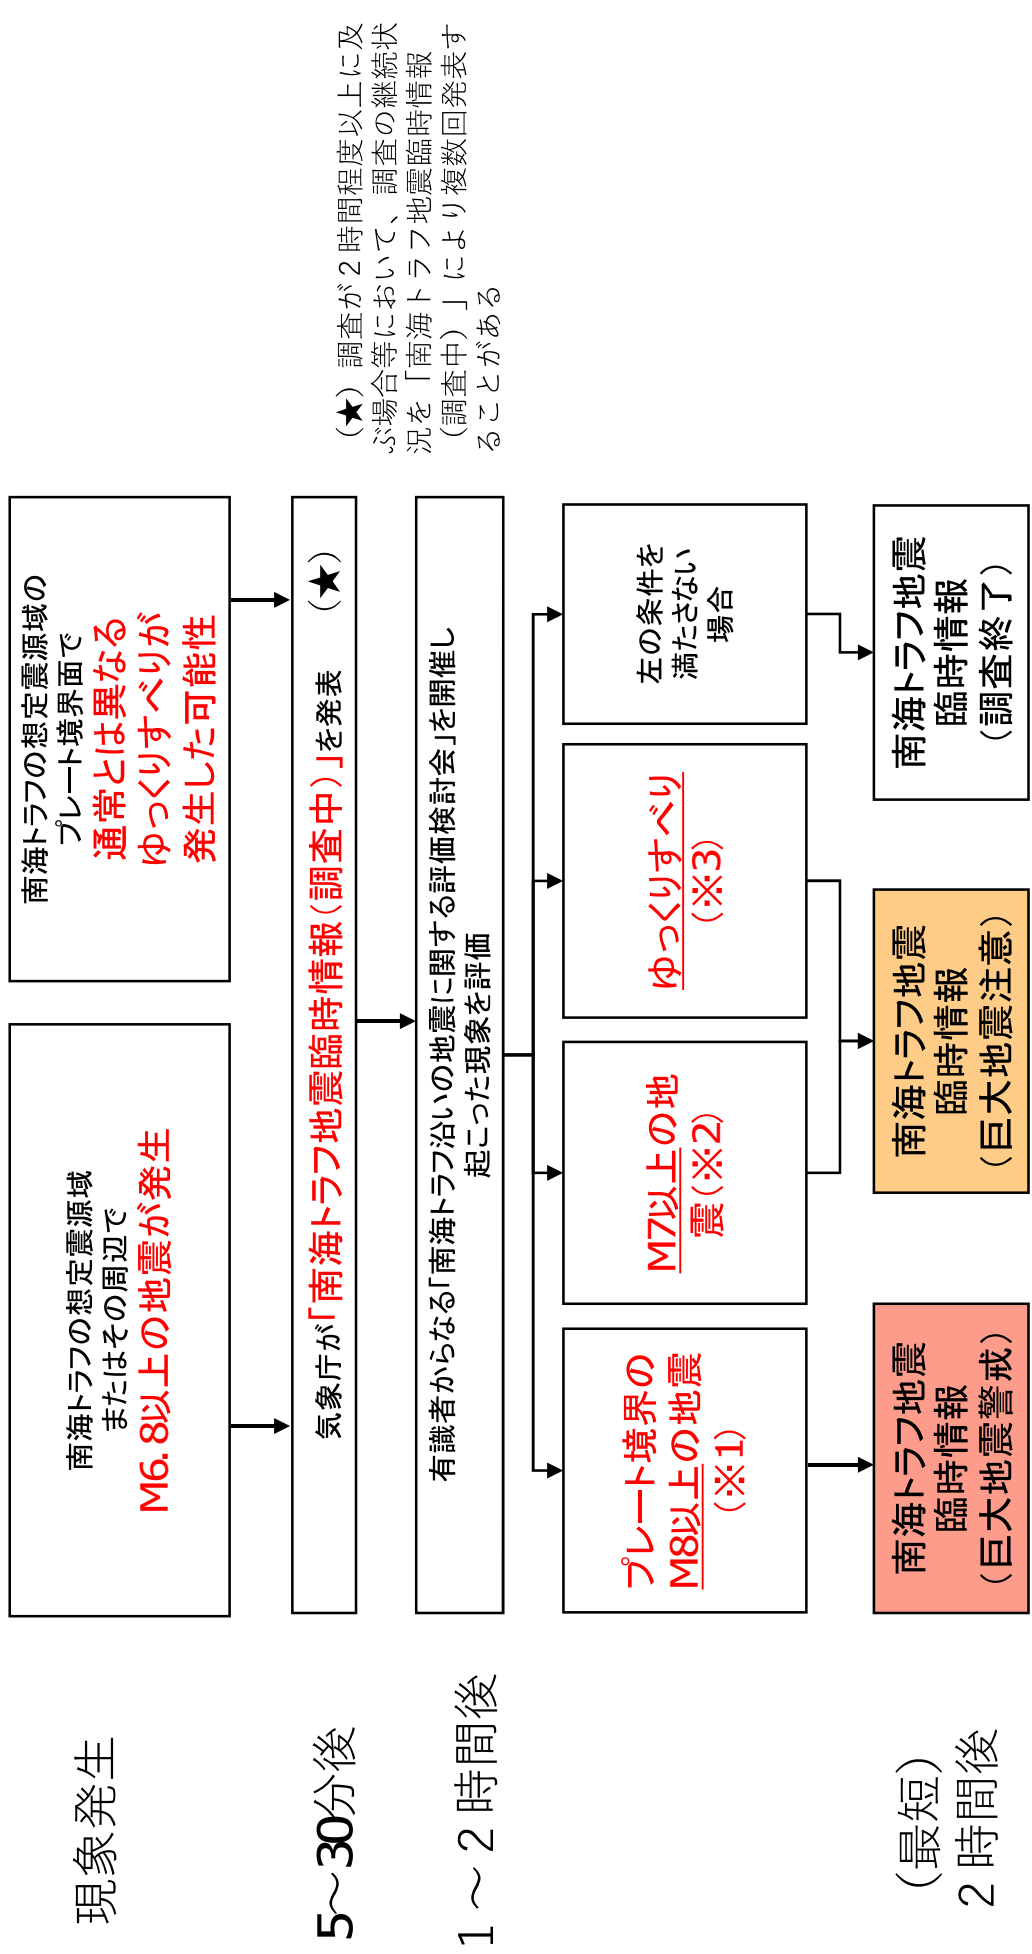 現象発生
南海トラフの想定震源域
またはその周辺で
M6.8以上の地震が発生
南海トラフの想定震源域の
プレート境界面で
通常とは異なる
ゆっくりすべりが
発生した可能性
5～30分後
気象庁が「南海トラフ地震臨時情報（調査中）」を発表 （★）
（★）調査が２時間程度以上に及
ぶ場合等において、調査の継続状
況を「南海トラフ地震臨時情報
（調査中）」により複数回発表す
ることがある
1～２時間後
有識者からなる「南海トラフ沿いの地震に関する評価検討会」を開催し
起こった現象を評価
プレート境界の
M8以上の地震
（※1）
M7以上の地
震（※2）
ゆっくりすべり
（※3）
左の条件を
満たさない
場合
（最短）
２時間後
南海トラフ地震
臨時情報
（巨大地震警戒）
南海トラフ地震
臨時情報
（巨大地震注意）
南海トラフ地震
臨時情報
（調査終了）